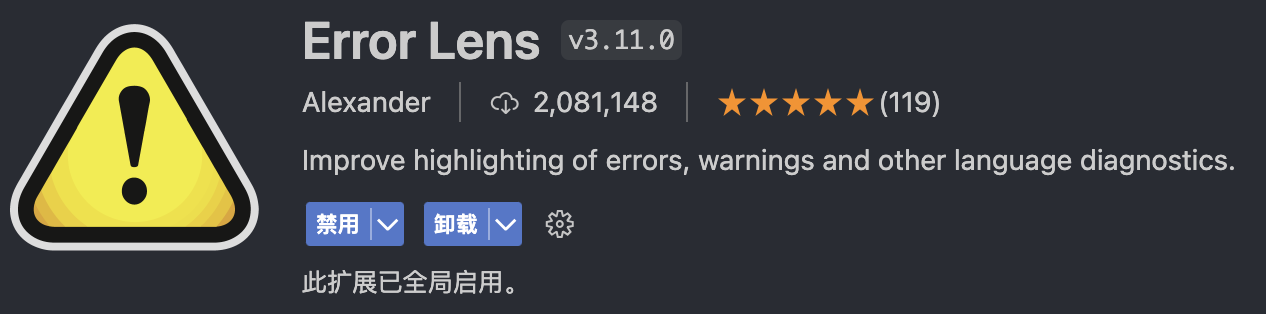 Error Lens v3.11.0
Alexander 2,081,148 (119)
Improve highlighting of errors, warnings and other language diagnostics.
禁用 卸载
此扩展已全局启用。